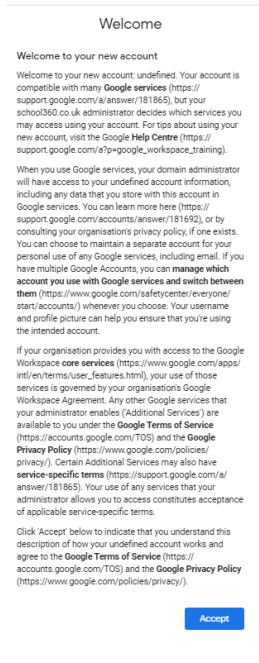 Welcome
Welcome to your new account
Welcome to your new account: undefined. Your account is
compatible with many Google services (https://
support.google.com/a/answer/181865), but your
school360.co.uk administrator decides which services you
may access using your account. For tips about using your
new account, visit the Google Help Centre (https://
support.google.com/a?p=google_workspace_training).
When you use Google services, your domain administrator
will have access to your undefined account information,
including any data that you store with this account in
Google services. You can learn more here (https://
support.google.com/accounts/answer/181692), or by
consulting your organisation's privacy policy, if one exists.
You can choose to maintain a separate account for your
personal use of any Google services, including email. If you
have multiple Google Accounts, you can manage which
account you use with Google services and switch between
them (https://www.google.com/safetycenter/everyone/
start/accounts/) whenever you choose. Your username
and profile picture can help you ensure that you're using
the intended account.
If your organisation provides you with access to the Google
Workspace core services (https://www.google.com/apps/
intl/en/terms/user_features.html), your use of those
services is governed by your organisation's Google
Workspace Agreement. Any other Google services that
your administrator enables ('Additional Services') are
available to you under the Google Terms of Service
(https://accounts.google.com/TOS) and the Google
Privacy Policy (https://www.google.com/policies/
privacy/). Certain Additional Services may also have
service-specific terms (https://support.google.com/a/
answer/181865). Your use of any services that your
administrator allows you to access constitutes acceptance
of applicable service-specific terms.
Click 'Accept' below to indicate that you understand this
description of how your undefined account works and
agree to the Google Terms of Service (https://
accounts.google.com/TOS) and the Google Privacy Policy
(https://www.google.com/policies/privacy/).
Accept